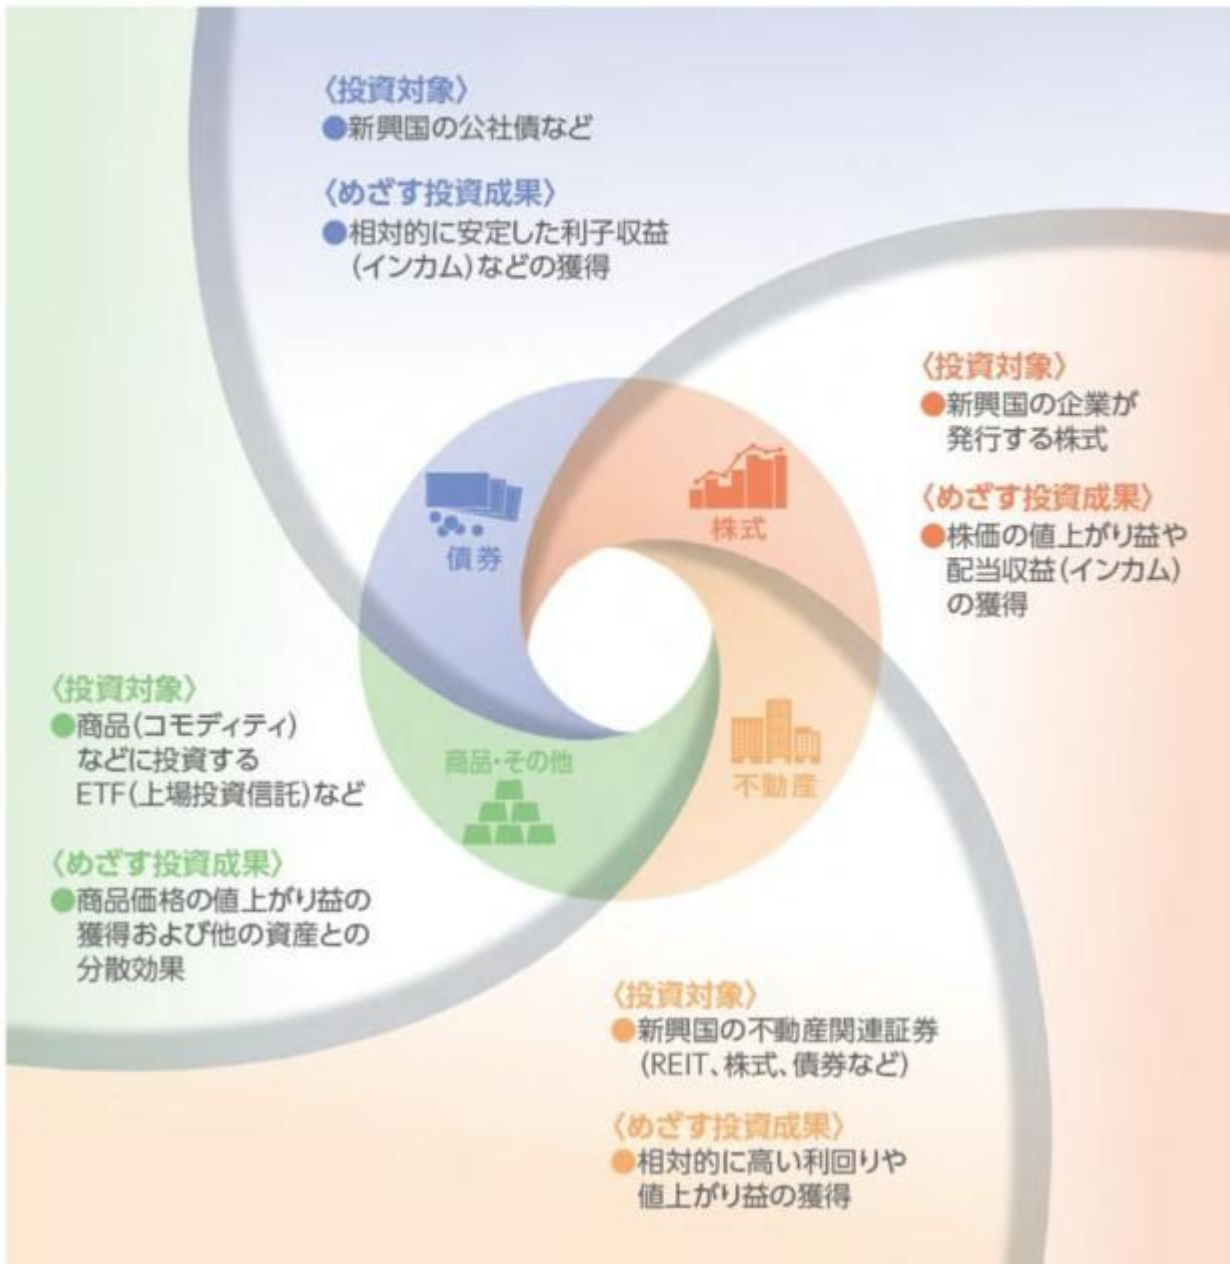 〈投資対象〉
●新興国の公社債など
〈めざす投資成果〉
●相対的に安定した利子収益
(インカム)などの獲得
〈投資対象〉
●新興国の企業が
発行する株式
〈めざす投資成果〉
●株価の値上がり益や
配当収益(インカム)
の獲得
債券
株式
商品・その他
不動産
〈投資対象〉
●商品(コモディティ)
などに投資する
ETF(上場投資信託)など
〈めざす投資成果〉
●商品価格の値上がり益の
獲得および他の資産との
分散効果
〈投資対象〉
●新興国の不動産関連証券
(REIT、株式、債券など)
〈めざす投資成果〉
●相対的に高い利回りや
値上がり益の獲得